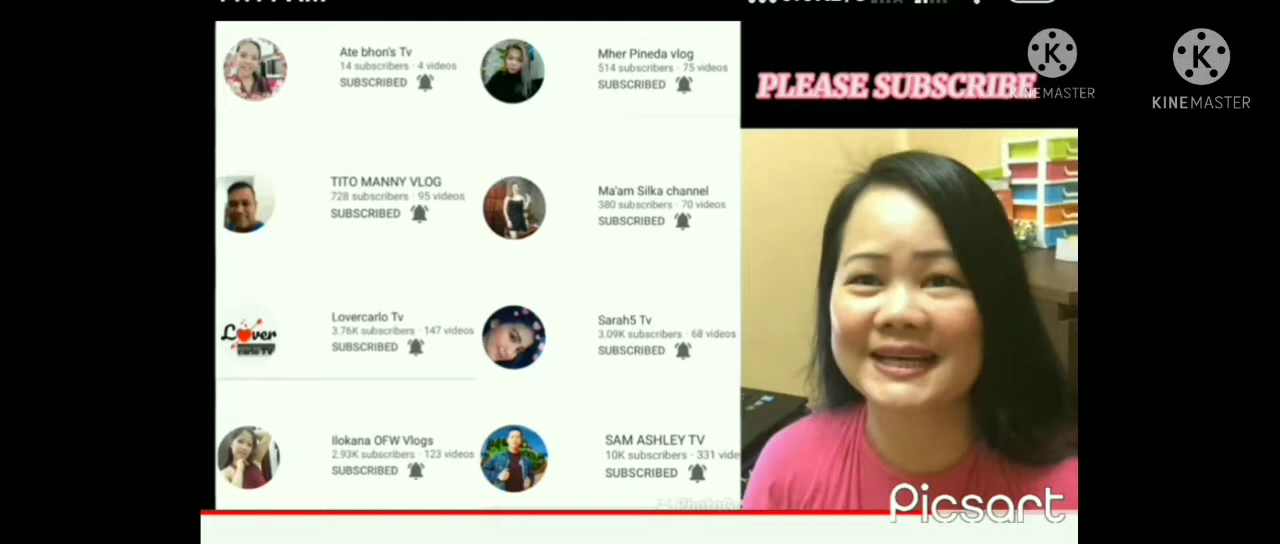 Ate bhon's Tv
14 subscribers · 4 videos
SUBSCRIBED
Mher Pineda vlog
514 subscribers · 75 videos
SUBSCRIBED
PLEASE SUBSCRIBE
KINEMASTER
KINEMASTER
TITO MANNY VLOG
728 subscribers · 95 videos
SUBSCRIBED
Ma'am Silka channel
380 subscribers · 70 videos
SUBSCRIBED
Lover
carlo TV
Lovercarlo Tv
3.76K subscribers · 147 videos
SUBSCRIBED
Sarah5 Tv
3.09K subscribers · 68 videos
SUBSCRIBED
Ilokana OFW Vlogs
2.93K subscribers · 123 videos
SUBSCRIBED
SAM ASHLEY TV
10K subscribers · 331 vide
SUBSCRIBED
Picsart